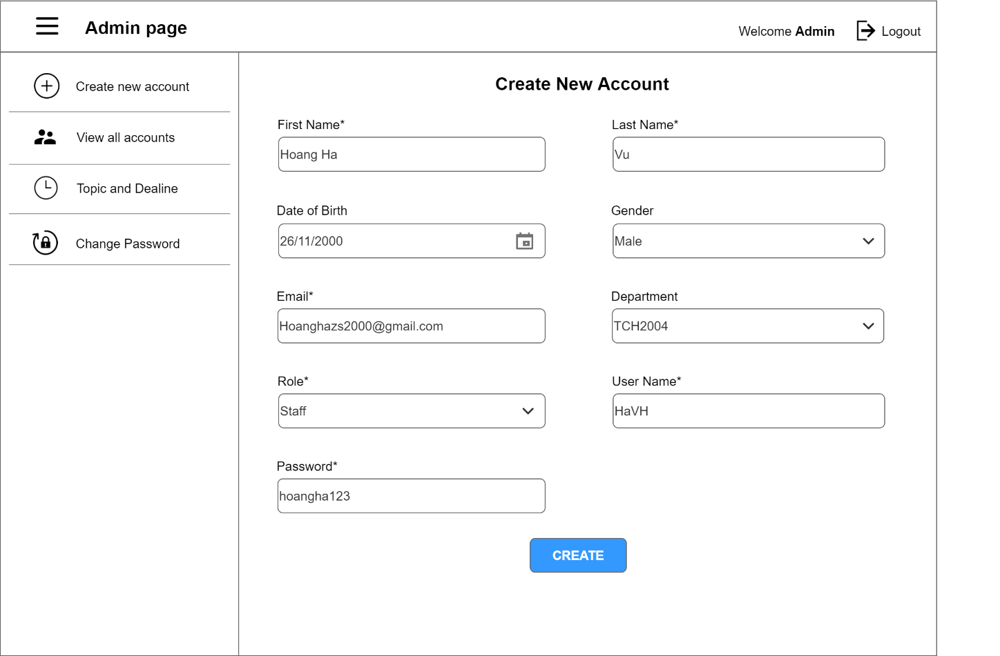 Admin page
Welcome Admin
Logout
Create new account
View all accounts
Topic and Dealine
Change Password
Create New Account
First Name*
Last Name*
Hoang Ha
Vu
Date of Birth
Gender
26/11/2000
Male
Email*
Department
Hoanghazs2000@gmail.com
TCH2004
Role*
User Name*
Staff
HaVH
Password*
hoangha123
CREATE